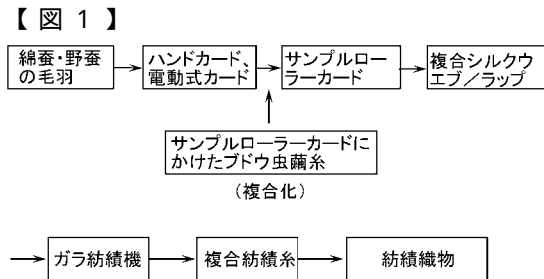 【図1】
綿蚕・野蚕
の毛羽
ハンドカード、
電動式カード
サンプルロー
ラーカード
複合シルクウ
エブ/ラップ
サンプルローラーカードに
かけたブドウ虫繭糸
(複合化)
ガラ紡績機
複合紡績糸
紡績織物